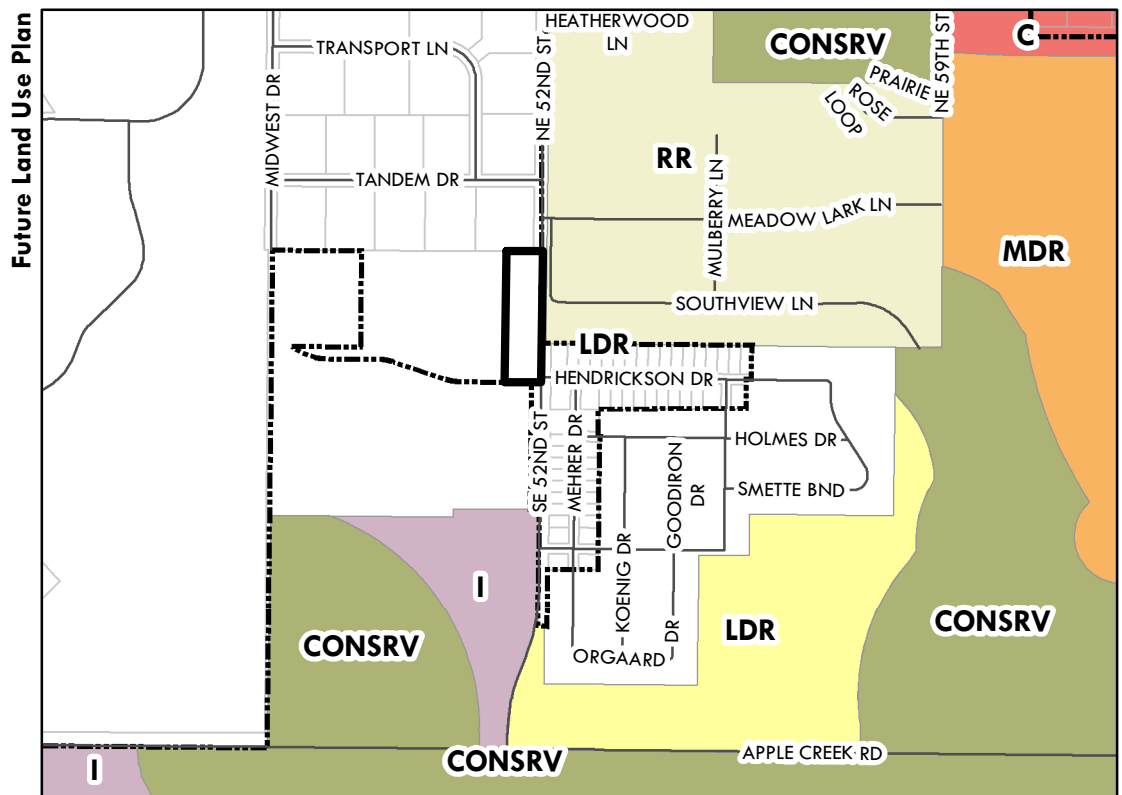 Future Land Use Plan
HEATHERWOOD
LN
TRANSPORT LN
NE 52ND ST
CONSRV
NE 59TH ST
C
MIDWEST DR
PRAIRIE
ROSE
LOOP
RR
TANDEM DR
MULBERRY LN
MEADOW LARK LN
MDR
SOUTHVIEW LN
LDR
HENDRICKSON DR
SE 52ND ST
MEHRER DR
HOLMES DR
GOODIRON
DR
SMETTE BND
KOENIG DR
I
CONSRV
LDR
CONSRV
ORGAARD
DR
APPLE CREEK RD
CONSRV
I